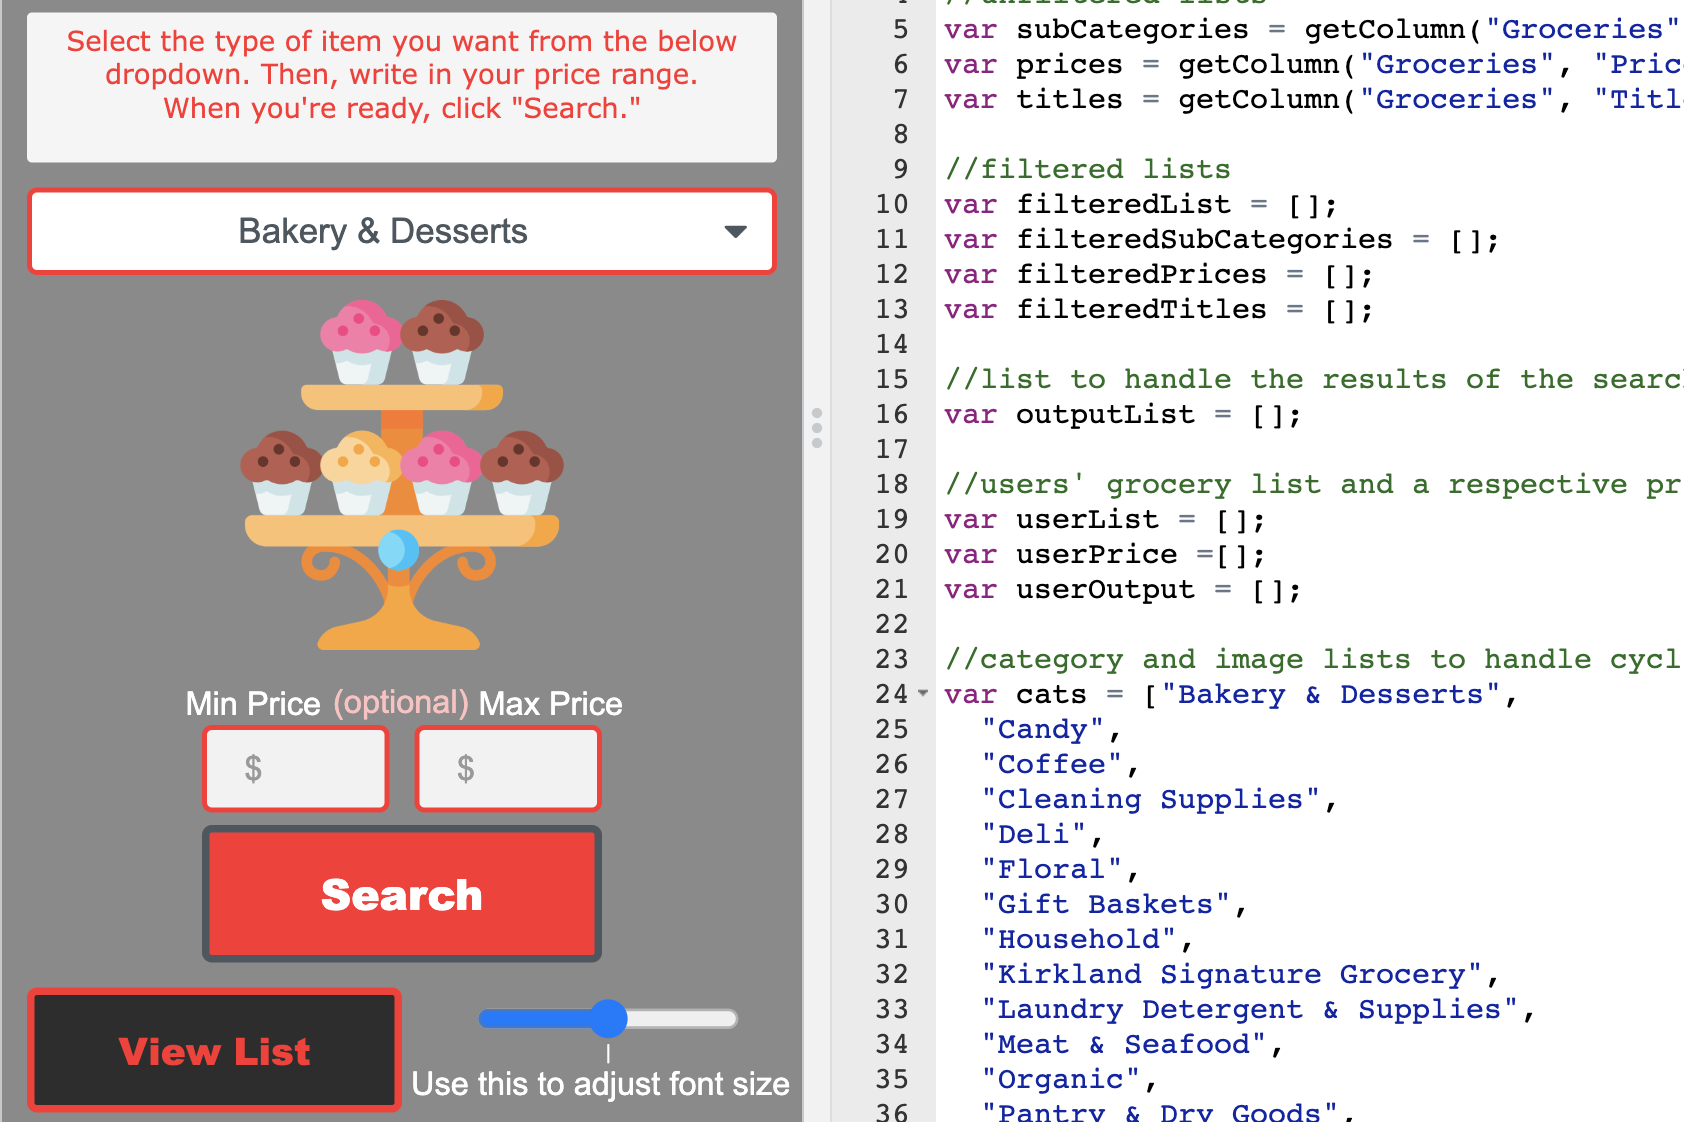 Select the type of item you want from the below
dropdown. Then, write in your price range.
When you're ready, click "Search."
Bakery & Desserts
Min Price (optional) Max Price
$ $
Search
View List
Use this to adjust font size
5 var subCategories = getColumn("Groceries"
6 var prices = getColumn("Groceries", "Pric
7 var titles = getColumn("Groceries", "Titl
8
9 //filtered lists
10 var filteredList = [];
11 var filteredSubCategories = [];
12 var filteredPrices = [];
13 var filteredTitles = [];
14
15 //list to handle the results of the searc
16 var outputList = [];
17
18 //users' grocery list and a respective pr
19 var userList = [];
20 var userPrice =[];
21 var userOutput = [];
22
23 //category and image lists to handle cycl
24 var cats = ["Bakery & Desserts",
25 "Candy",
26 "Coffee",
27 "Cleaning Supplies",
28 "Deli",
29 "Floral",
30 "Gift Baskets",
31 "Household",
32 "Kirkland Signature Grocery",
33 "Laundry Detergent & Supplies",
34 "Meat & Seafood",
35 "Organic",
36 "Pantry & Dry Goods",